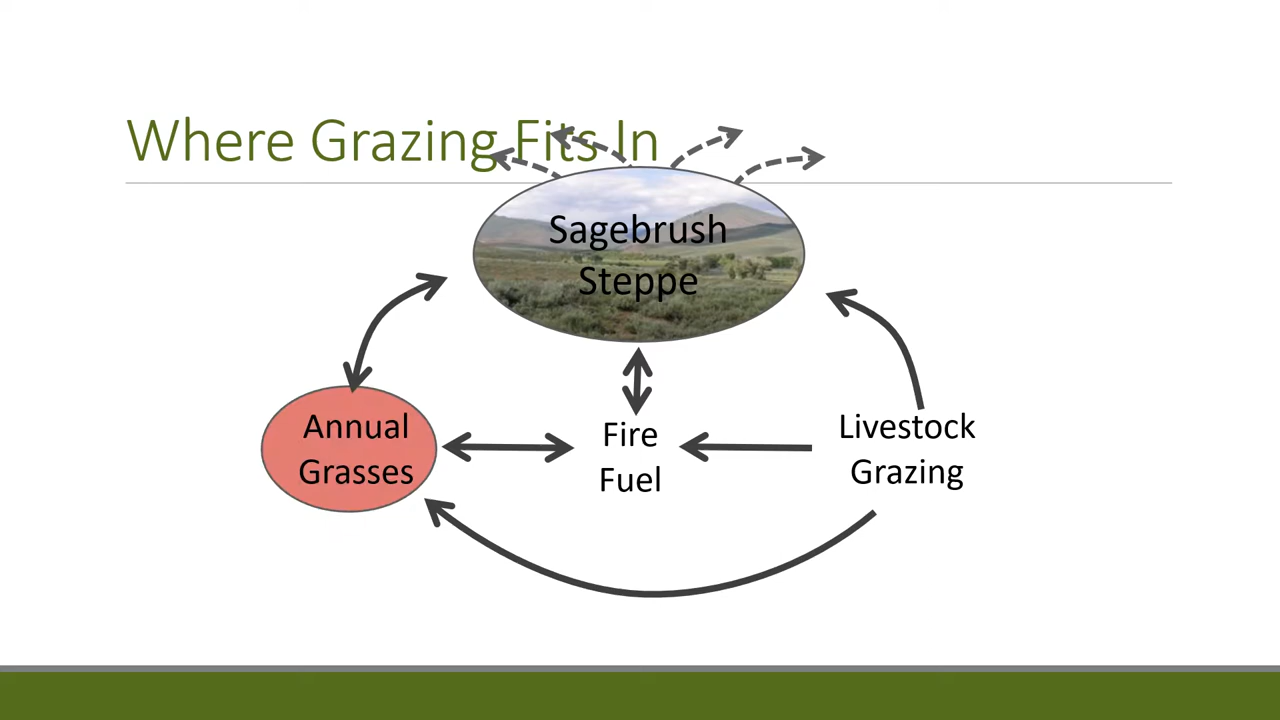 Where Grazing Fits In
Sagebrush
Steppe
Annual
Grasses
Fire
Fuel
Livestock
Grazing